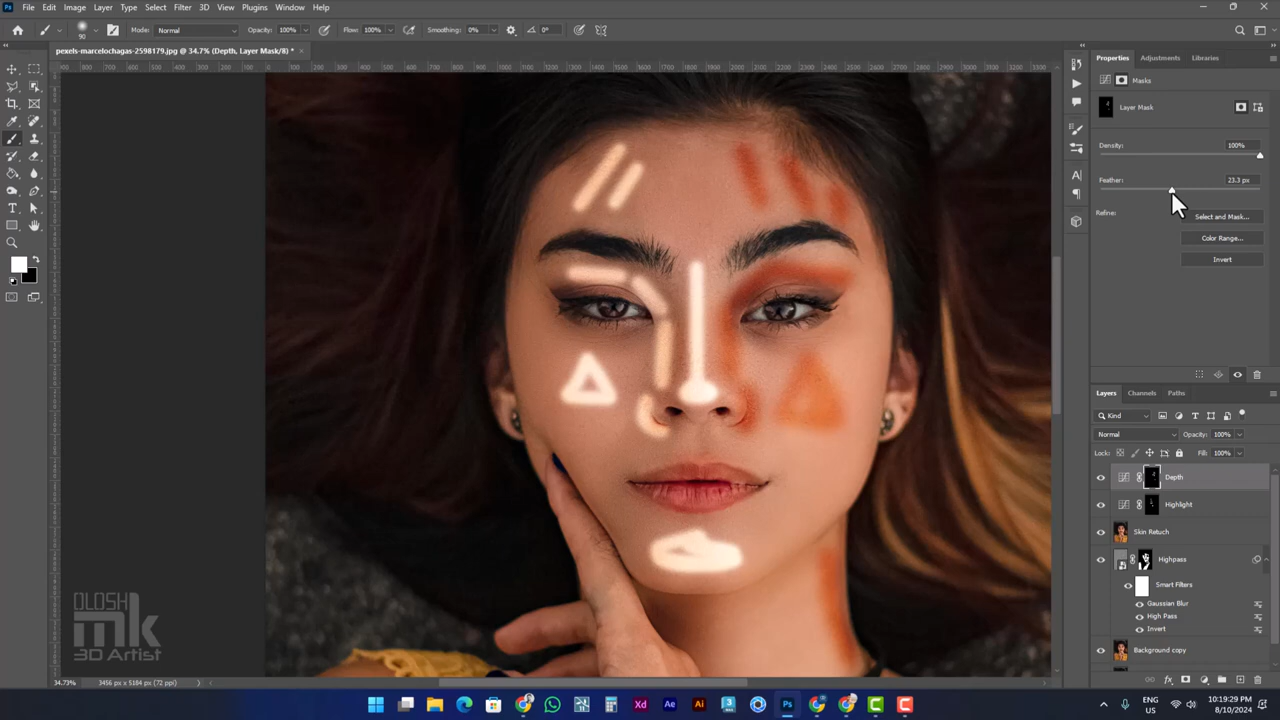 File Edit Image Layer Type Select Filter 3D View Plugins Window Help
Mode: Normal Opacity: 100% Flow: 100% Smoothing: 0% 0°
pexels-marcelochagas-2598179.jpg @ 34.7% (Depth, Layer Mask/8) *
Properties Adjustments Libraries
Masks
Layer Mask
Density: 100%
Feather: 23.3 px
Refine: Select and Mask...
Color Range...
Invert
Layers Channels Paths
Kind
Normal Opacity: 100%
Lock: Fill: 100%
Depth
Highlight
Skin Retuch
Highpass
Smart Filters
Gaussian Blur
High Pass
Invert
Background copy
OLOSH
mk
3D Artist
34.73% 3456 px x 5184 px (72 ppi)
ENG
US
10:19:29 PM
8/10/2024